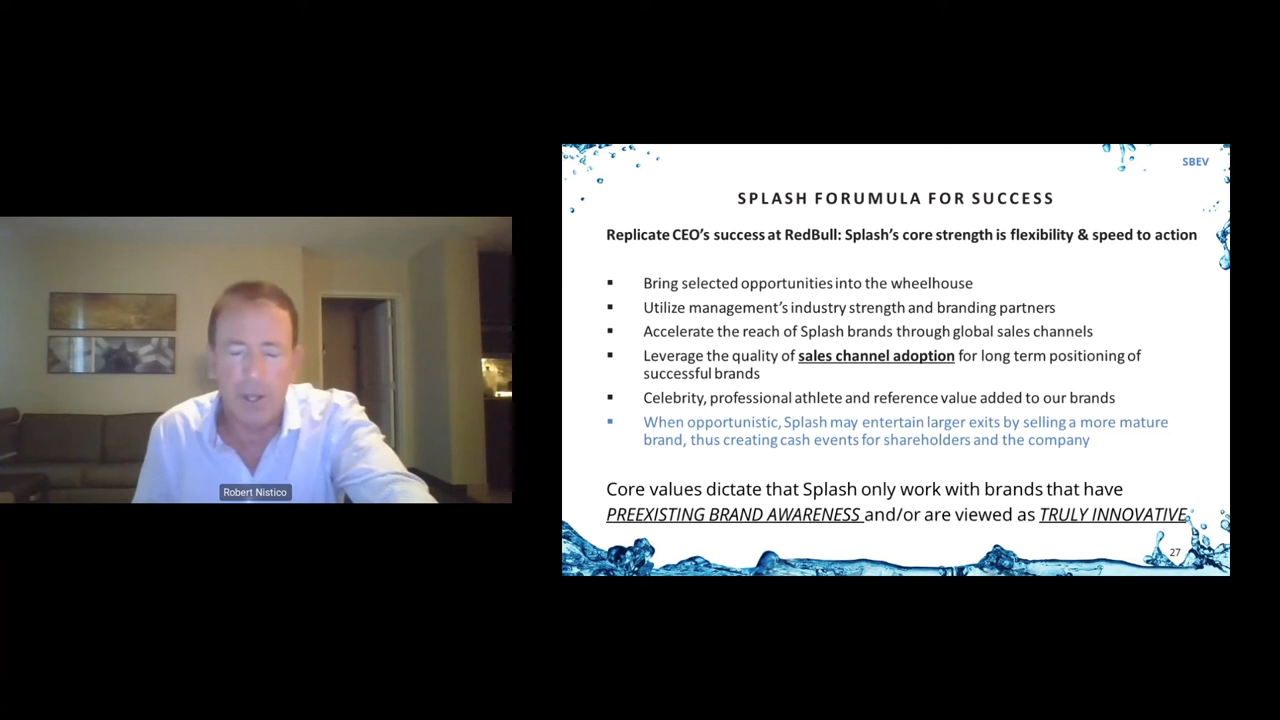 SBEV
SPLASH FORUMULA FOR SUCCESS
Replicate CEO's success at RedBull: Splash's core strength is flexibility & speed to action
▪ Bring selected opportunities into the wheelhouse
▪ Utilize management's industry strength and branding partners
▪ Accelerate the reach of Splash brands through global sales channels
▪ Leverage the quality of sales channel adoption for long term positioning of
successful brands
▪ Celebrity, professional athlete and reference value added to our brands
▪ When opportunistic, Splash may entertain larger exits by selling a more mature
brand, thus creating cash events for shareholders and the company
Core values dictate that Splash only work with brands that have
PREEXISTING BRAND AWARENESS and/or are viewed as TRULY INNOVATIVE.
27
Robert Nistico